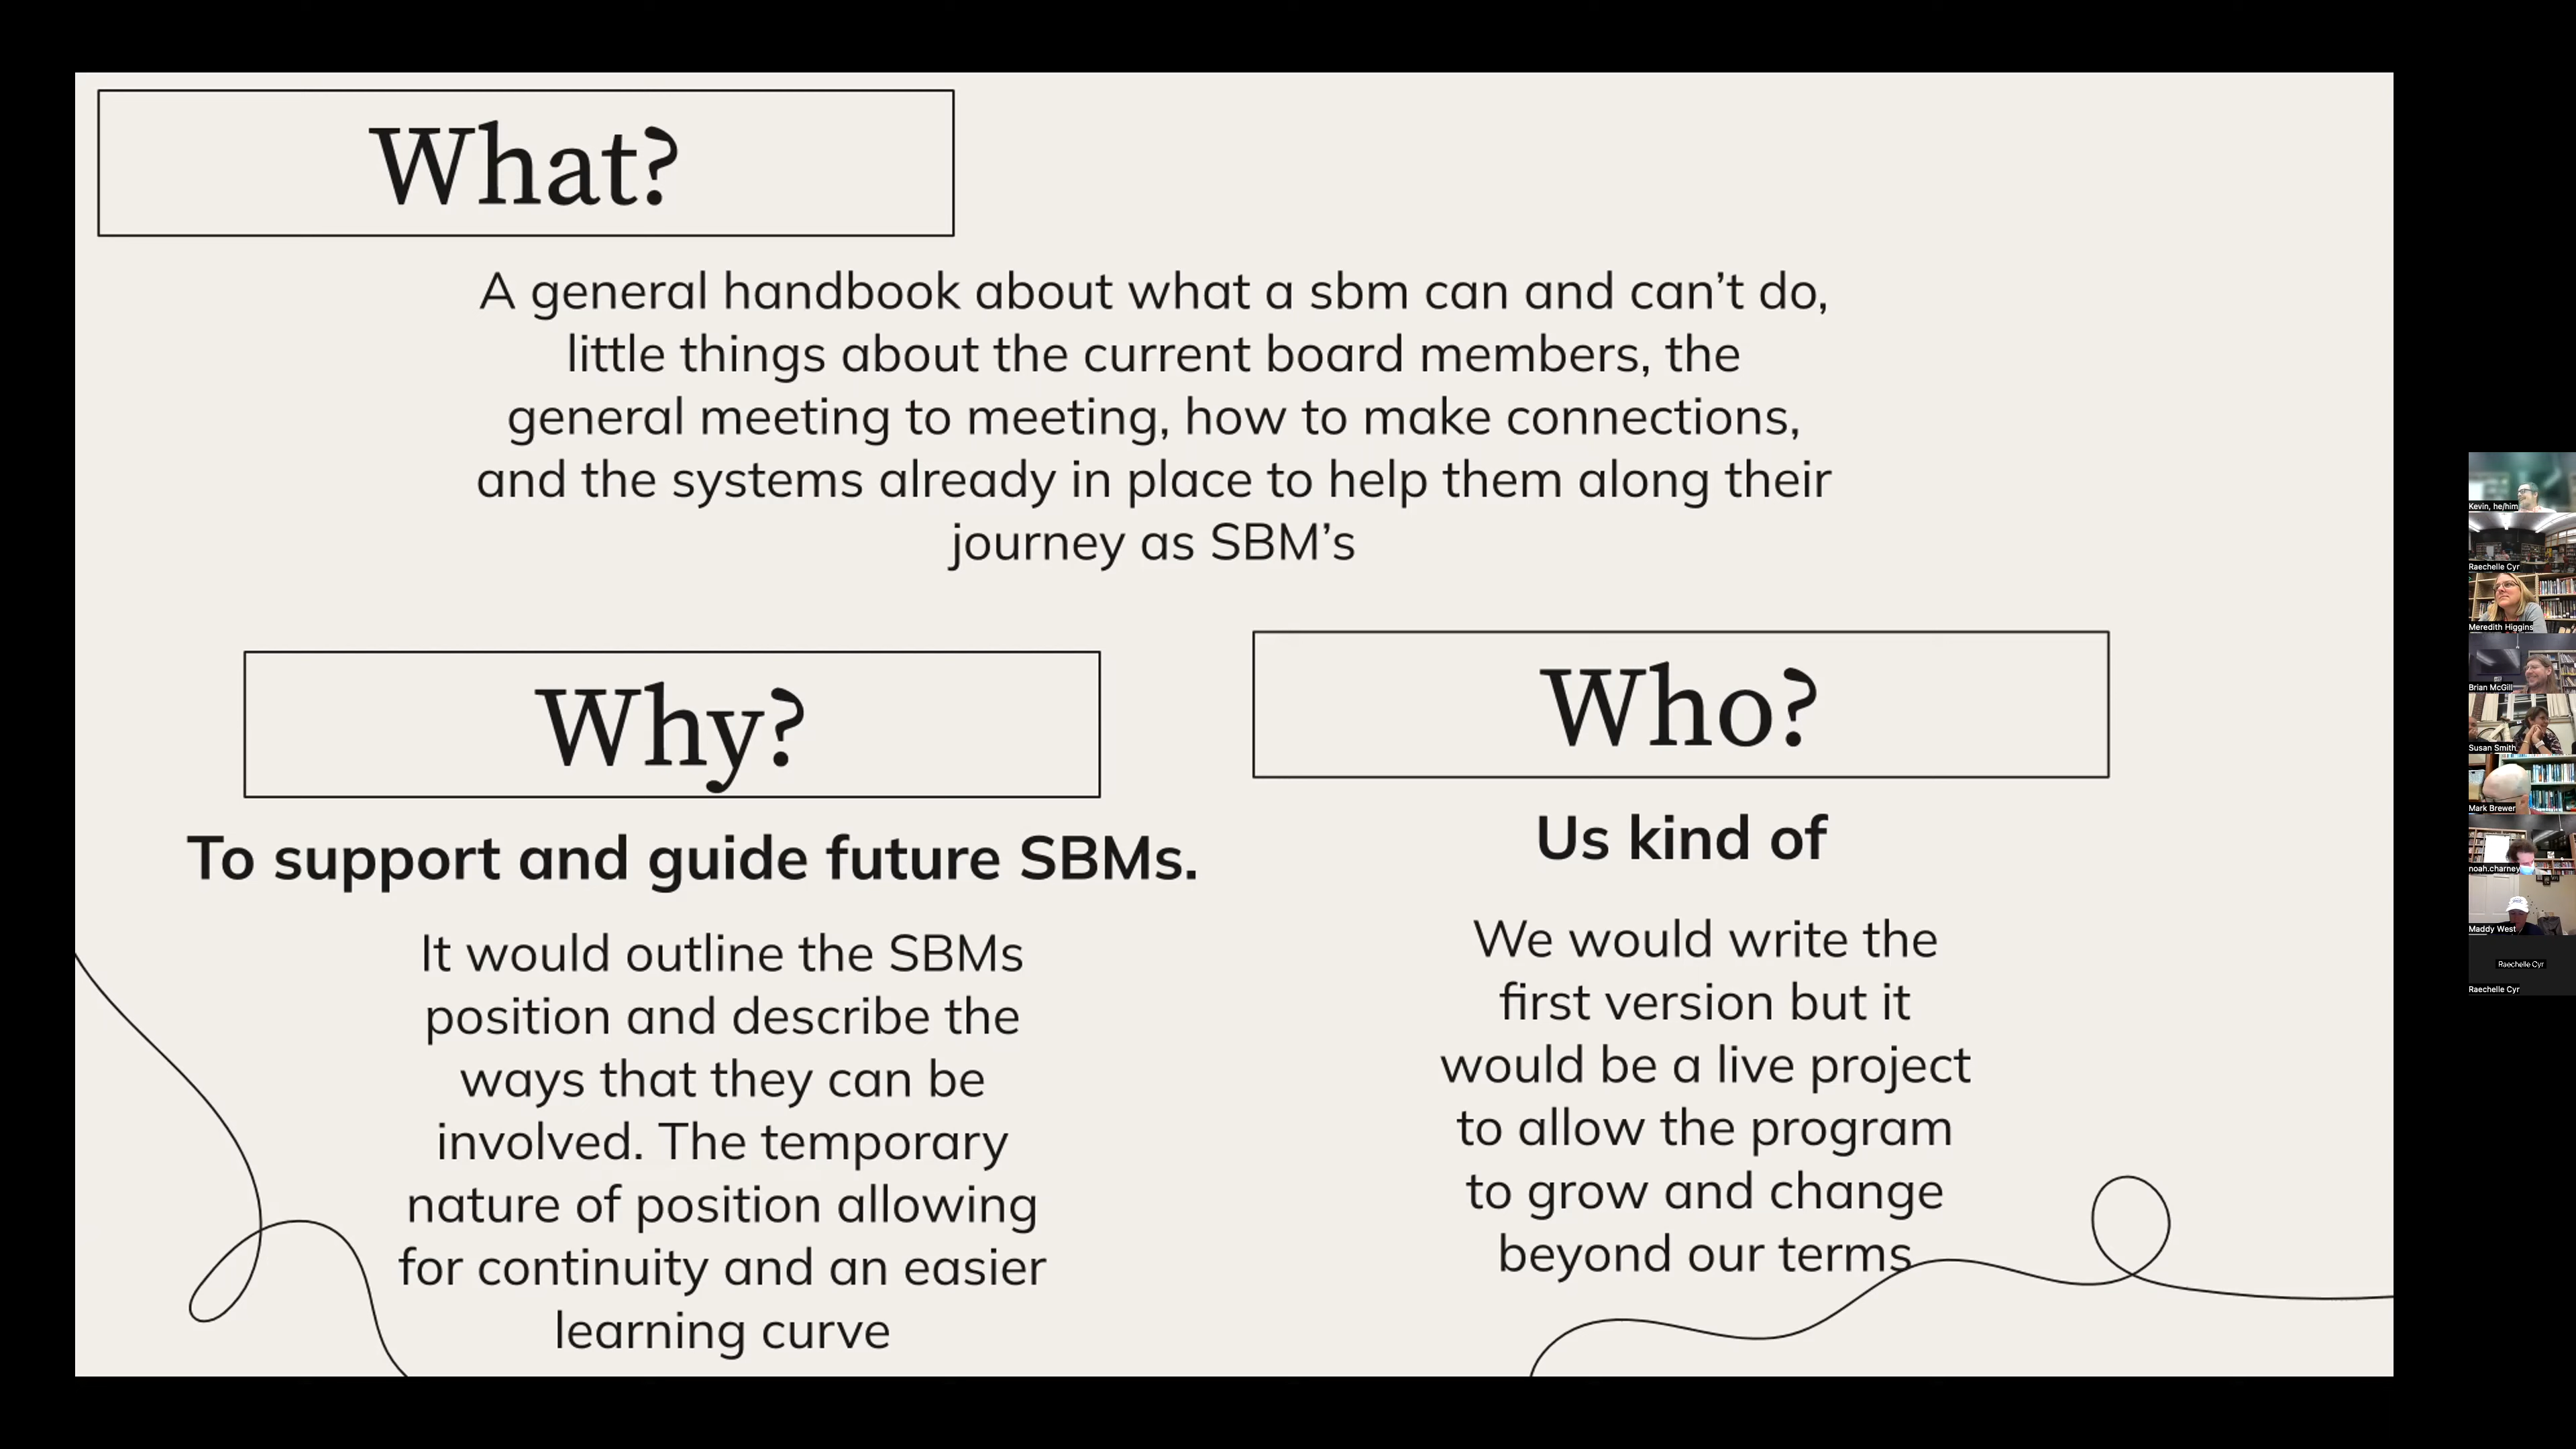 What?
A general handbook about what a sbm can and can’t do,
little things about the current board members, the
general meeting to meeting, how to make connections,
and the systems already in place to help them along their
journey as SBM’s
Why?
To support and guide future SBMs.
It would outline the SBMs
position and describe the
ways that they can be
involved. The temporary
nature of position allowing
for continuity and an easier
learning curve
Who?
Us kind of
We would write the
first version but it
would be a live project
to allow the program
to grow and change
beyond our terms
Kevin, he/him
Raechelle Cyr
Meredith Higgins
Brian McGill
Susan Smith
Mark Brewer
noah.charney
Maddy West
Raechelle Cyr
Raechelle Cyr